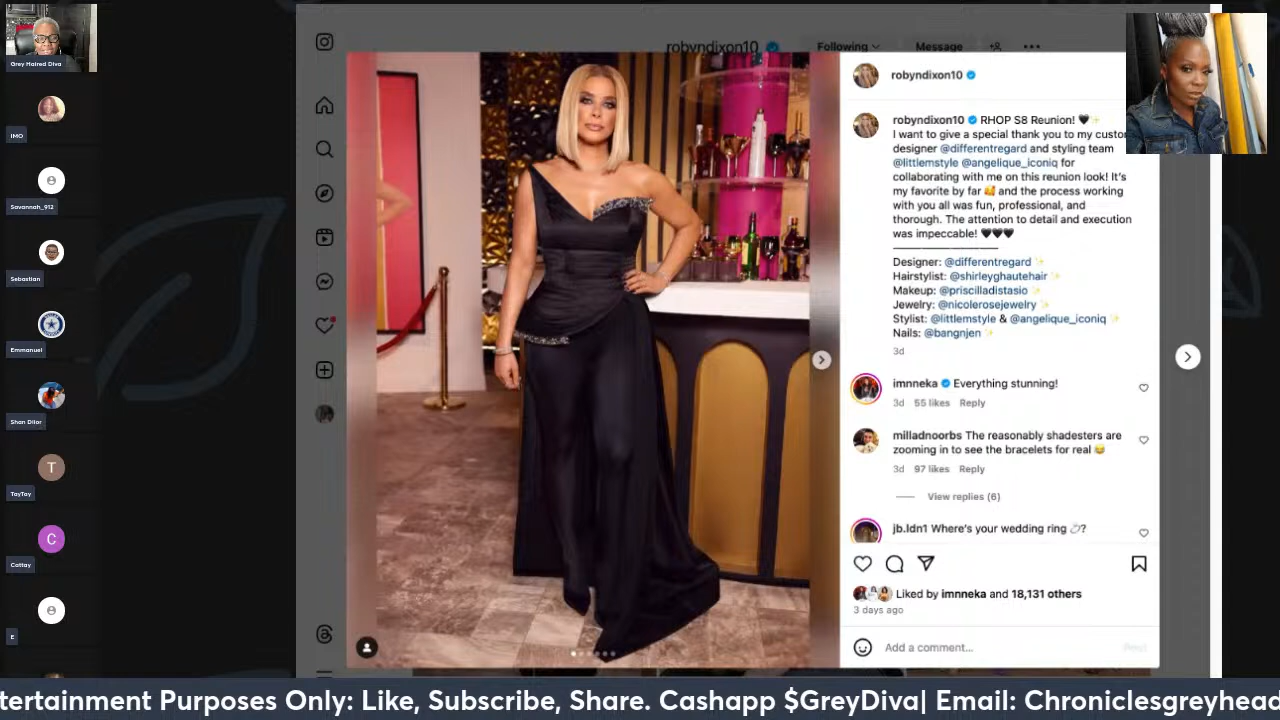 Grey Haired Diva
IMO
Savannah_912
Sebastian
Emmanuel
Shan Dior
T
TayTay
C
Cattay
E
robyndixon10
Following
Message
robyndixon10
robyndixon10 RHOP S8 Reunion! 🖤✨
I want to give a special thank you to my
designer @differentregard and styling team
@littlemstyle @angelique_iconiq for
collaborating with me on this reunion look! It's
my favorite by far 🥰 and the process working
with you all was fun, professional, and
thorough. The attention to detail and execution
was impeccable! 🖤🖤🖤
Designer: @differentregard ✨
Hairstylist: @shirleyghautehair ✨
Makeup: @priscilladistasio ✨
Jewelry: @nicolerosejewelry ✨
Stylist: @littlemstyle & @angelique_iconiq ✨
Nails: @bangnjen ✨
3d
imnneka Everything stunning!
3d 55 likes Reply
milladnoorbs The reasonably shadesters are
zooming in to see the bracelets for real 😂
3d 97 likes Reply
View replies (6)
jb.ldn1 Where's your wedding ring 💍?
Liked by imnneka and 18,131 others
3 days ago
Add a comment...
Post
tertainment Purposes Only: Like, Subscribe, Share. Cashapp $GreyDiva| Email: Chroniclesgreyhead